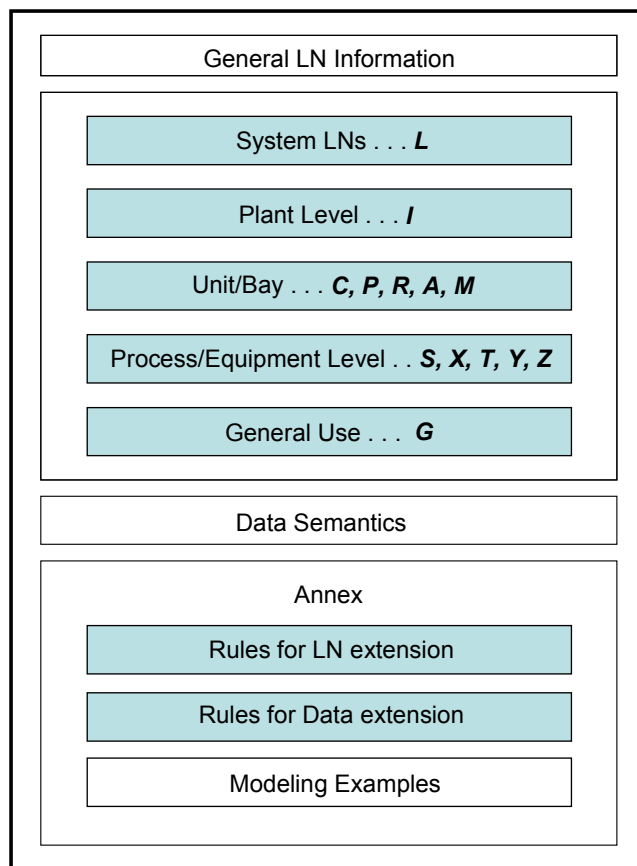 General LN Information
System LNs . . . L
Plant Level . . . I
Unit/Bay . . . C, P, R, A, M
Process/Equipment Level . . S, X, T, Y, Z
General Use . . . G
Data Semantics
Annex
Rules for LN extension
Rules for Data extension
Modeling Examples